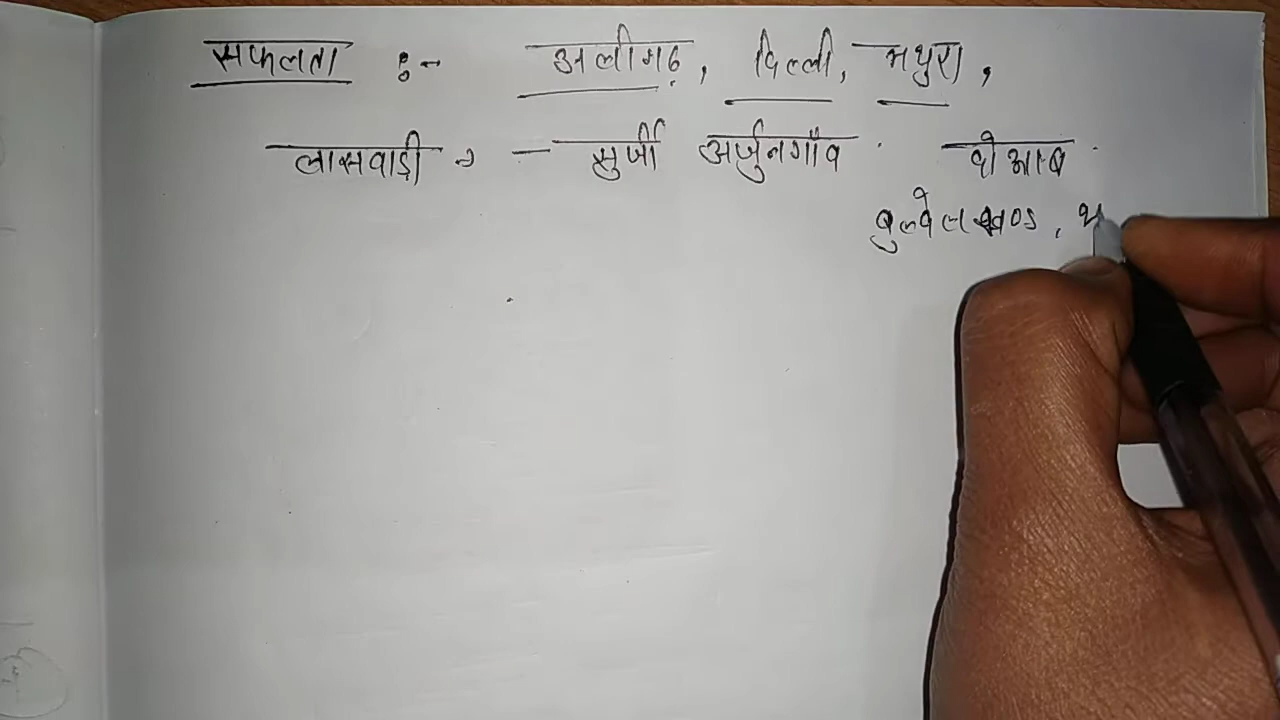 सफलता :- अलीगढ़, दिल्ली, मथुरा,
लासवाड़ी → - सुर्जी अर्जुनगाँव . दोआब .
बुन्देलखण्ड ,